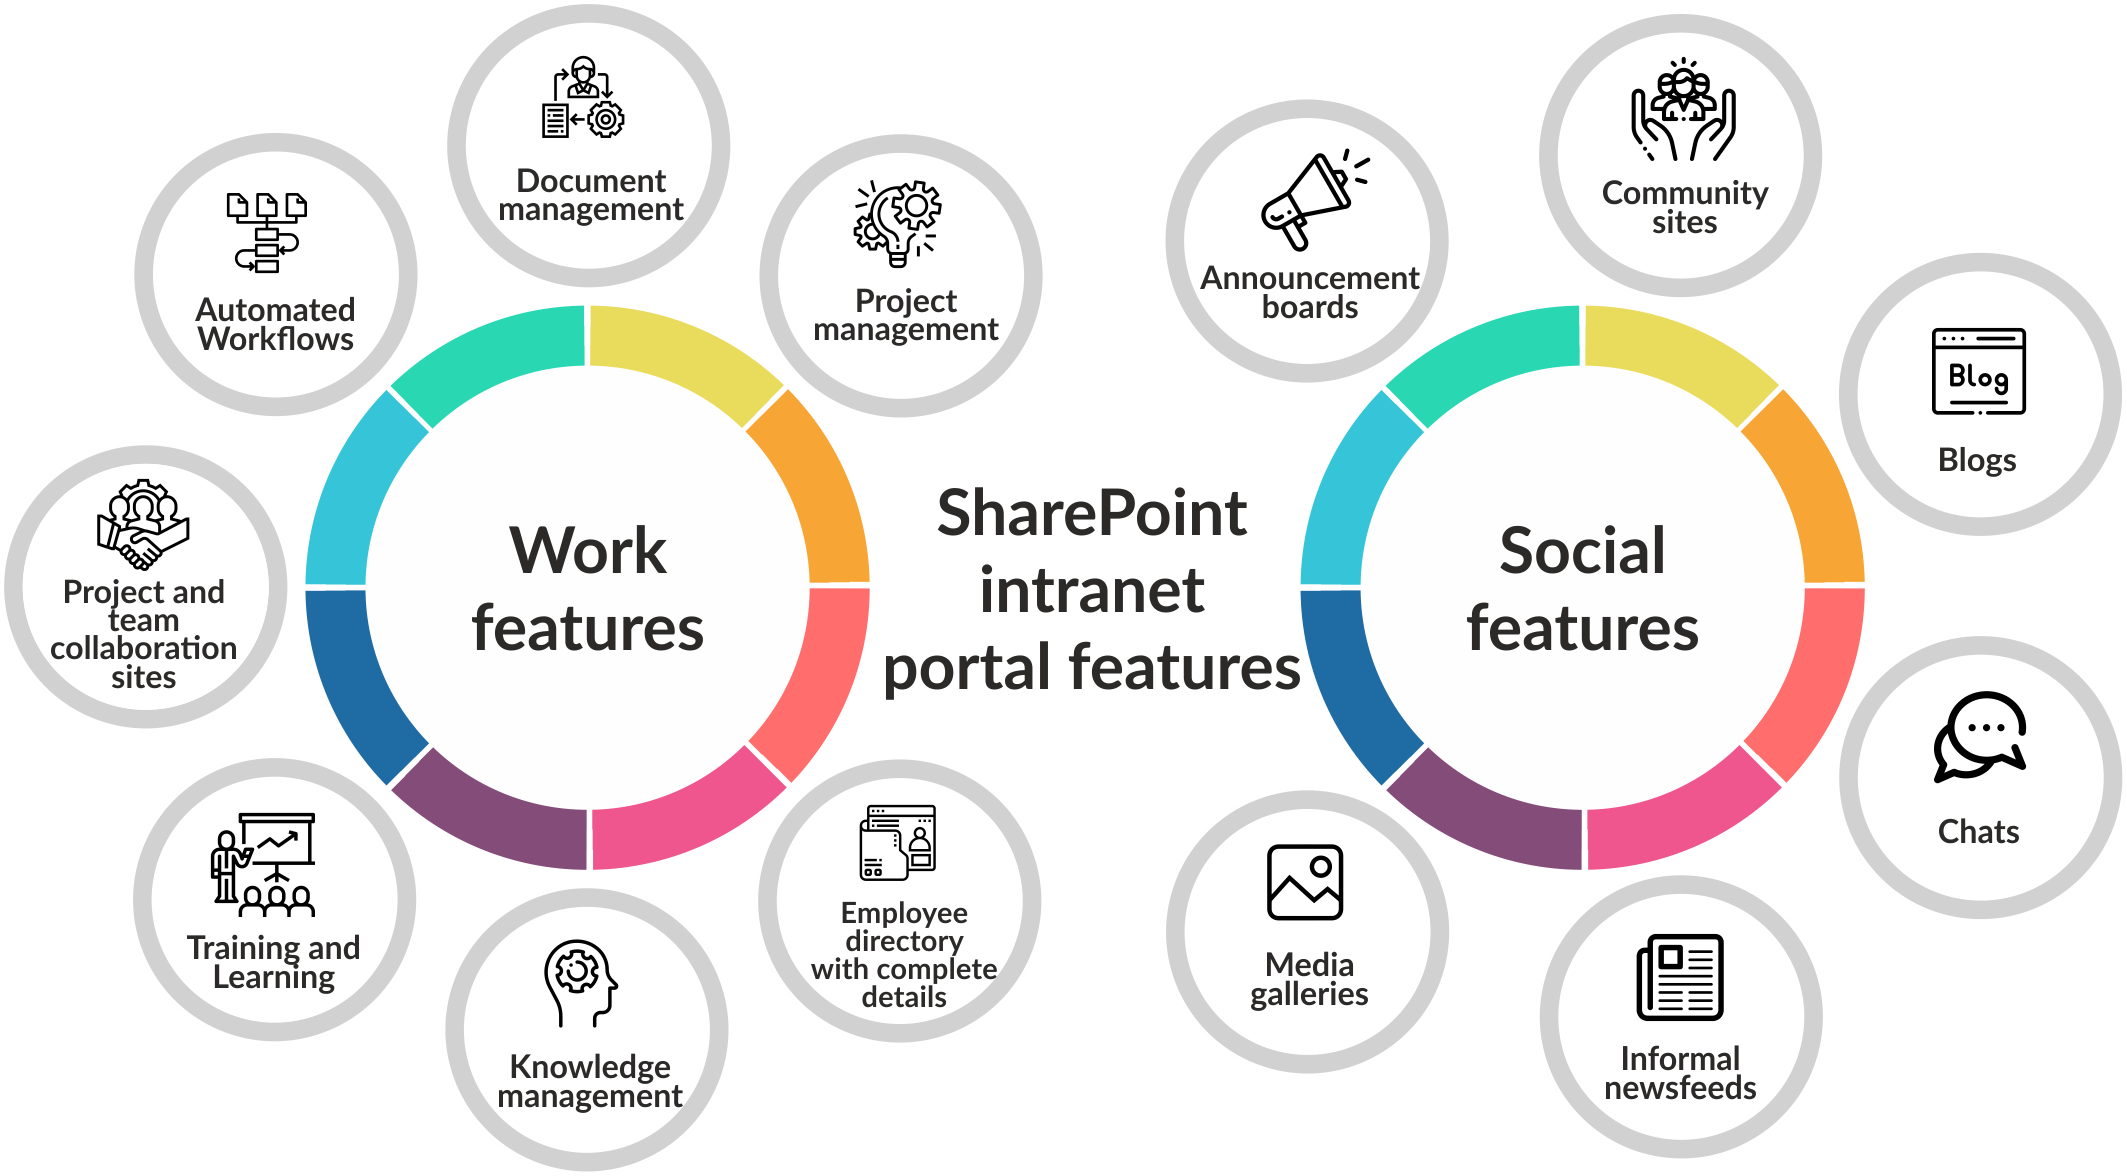 Document
management
Automated
Workflows
Project
management
Project and
team
collaboration
sites
Work
features
Training and
Learning
Knowledge
management
Employee
directory
with complete
details
SharePoint
intranet
portal features
Announcement
boards
Community
sites
Blog
Blogs
Social
features
Chats
Media
galleries
Informal
newsfeeds